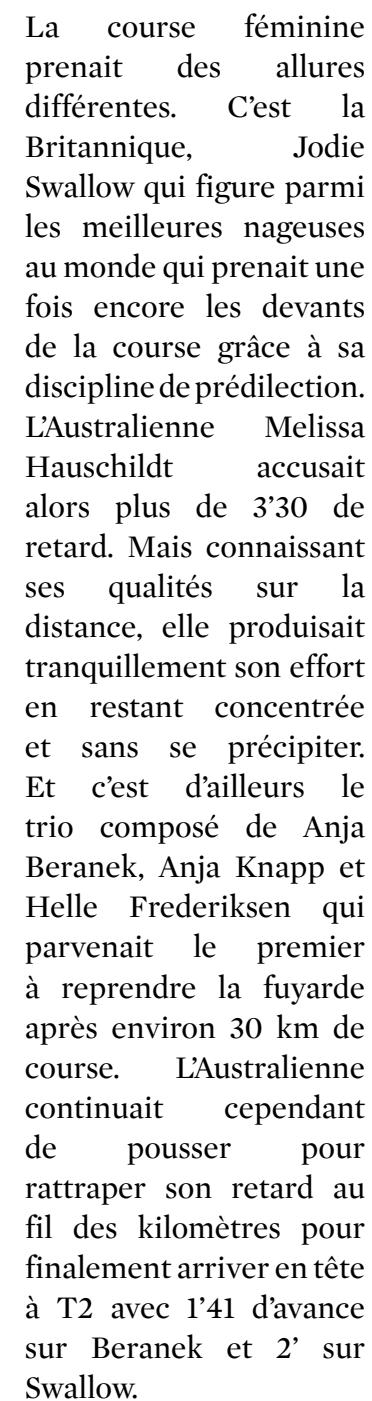 La course féminine
prenait des allures
différentes. C’est la
Britannique, Jodie
Swallow qui figure parmi
les meilleures nageuses
au monde qui prenait une
fois encore les devants
de la course grâce à sa
discipline de prédilection.
L’Australienne Melissa
Hauschildt accusait
alors plus de 3’30 de
retard. Mais connaissant
ses qualités sur la
distance, elle produisait
tranquillement son effort
en restant concentrée
et sans se précipiter.
Et c’est d’ailleurs le
trio composé de Anja
Beranek, Anja Knapp et
Helle Frederiksen qui
parvenait le premier
à reprendre la fuyarde
après environ 30 km de
course. L’Australienne
continuait cependant
de pousser pour
rattraper son retard au
fil des kilomètres pour
finalement arriver en tête
à T2 avec 1’41 d’avance
sur Beranek et 2’ sur
Swallow.